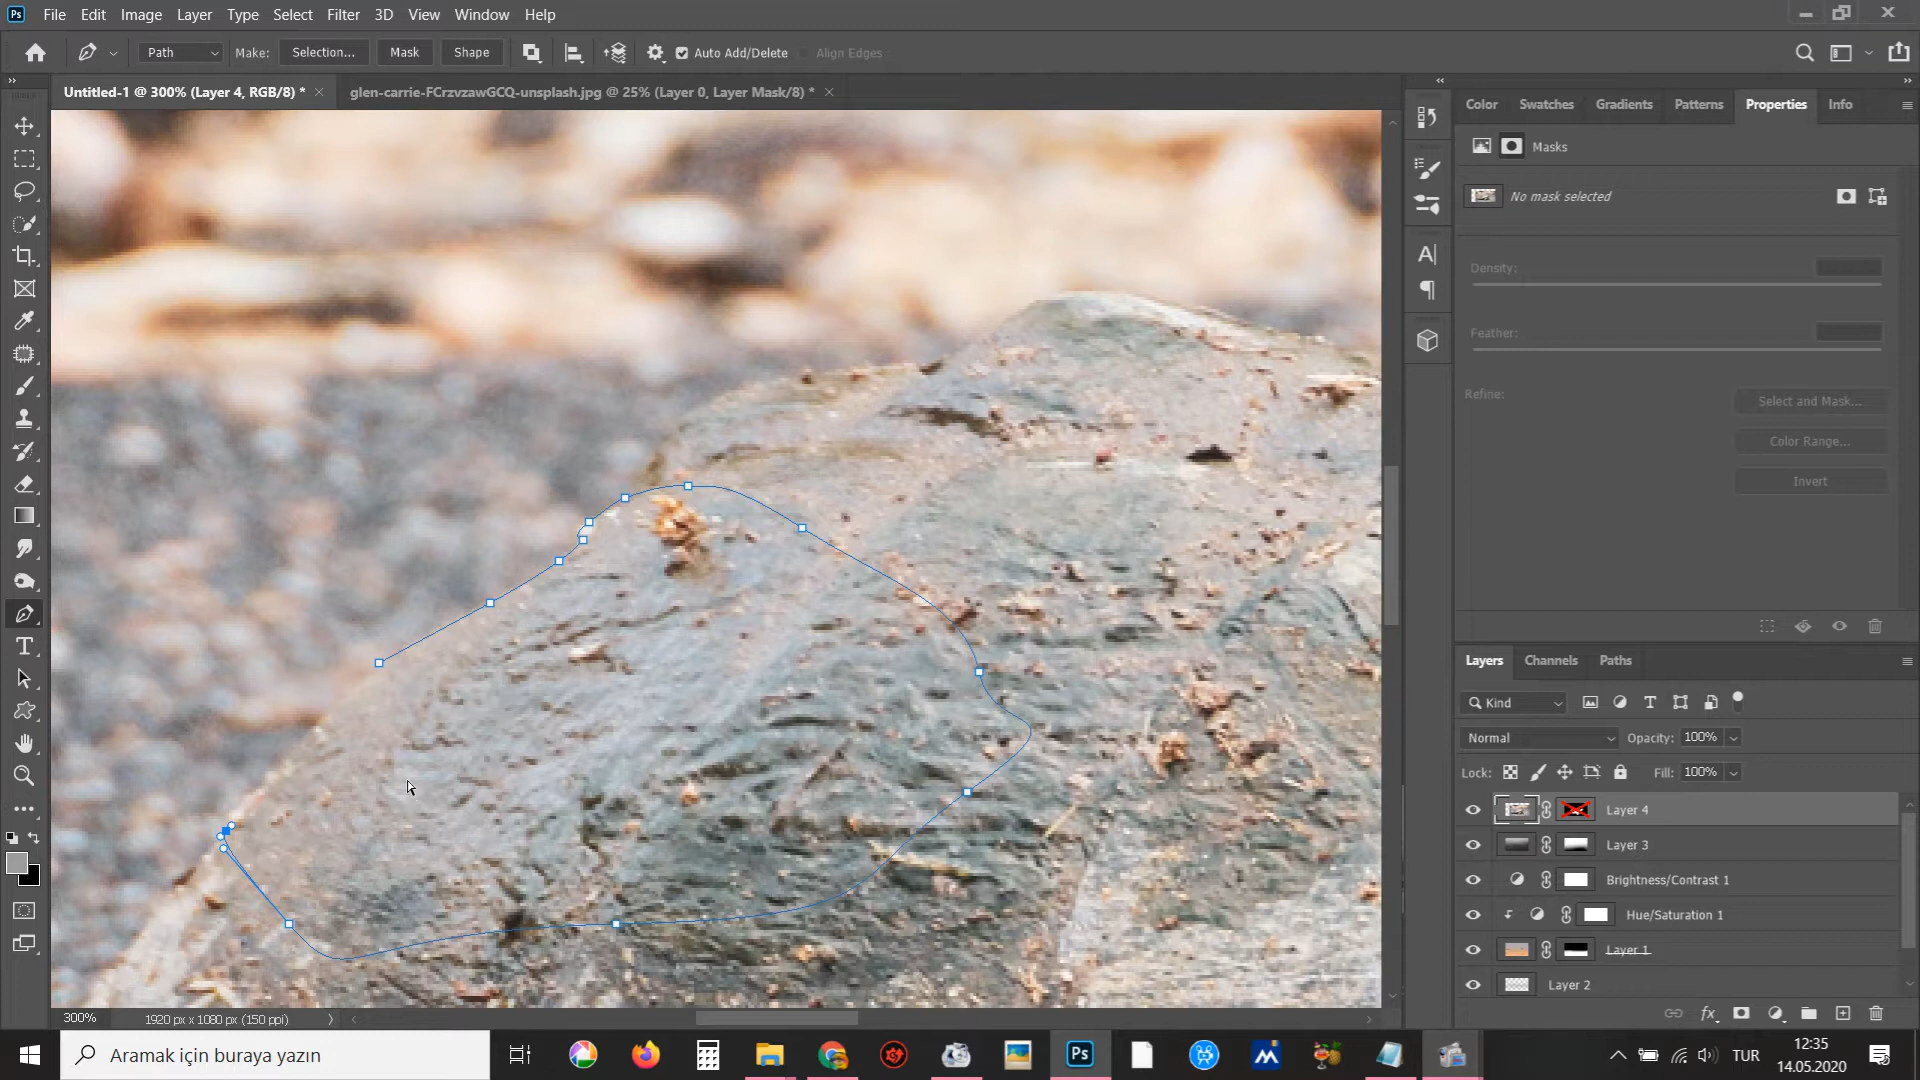 Ps File Edit Image Layer Type Select Filter 3D View Window Help
Path Make: Selection... Mask Shape Auto Add/Delete Align Edges
Untitled-1 @ 300% (Layer 4, RGB/8) * glen-carrie-FCrzvzawGCQ-unsplash.jpg @ 25% (Layer 0, Layer Mask/8) *
Color Swatches Gradients Patterns Properties Info
Masks
No mask selected
Density:
Feather:
Refine:
Select and Mask...
Color Range...
Invert
Layers Channels Paths
Kind
Normal Opacity: 100%
Lock: Fill: 100%
Layer 4
Layer 3
Brightness/Contrast 1
Hue/Saturation 1
Layer 1
Layer 2
fx
300% 1920 px x 1080 px (150 ppi)
Aramak için buraya yazın
Ps
TUR
12:35
14.05.2020